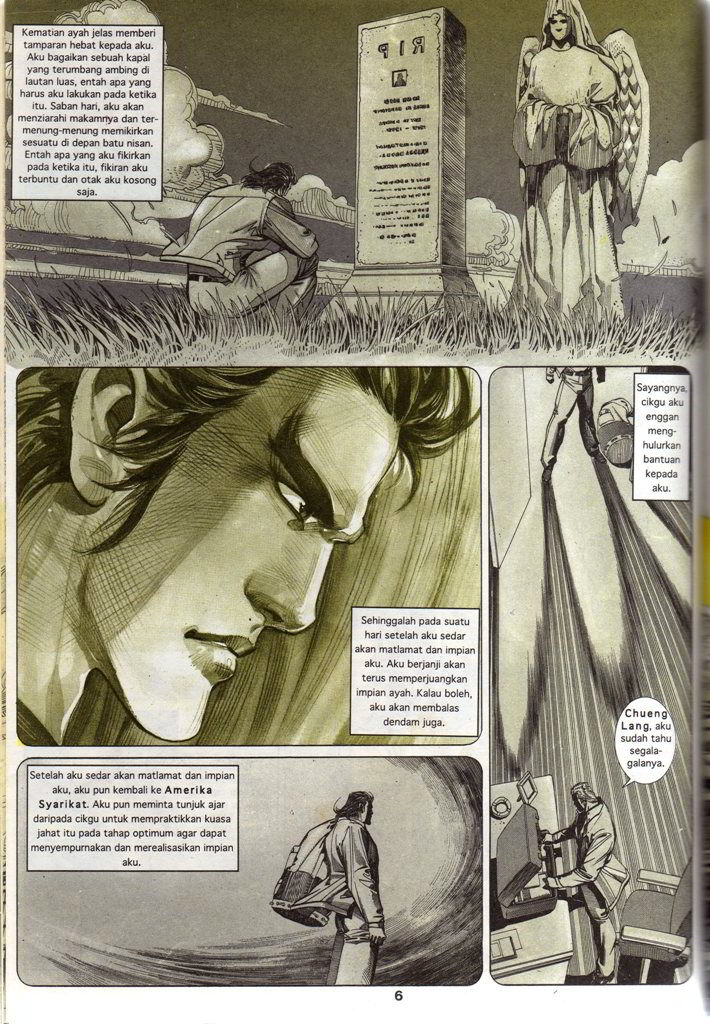 Kematian ayah jelas memberi
tamparan hebat kepada aku.
Aku bagaikan sebuah kapal
yang terumbang ambing di
lautan luas, entah apa yang
harus aku lakukan pada ketika
itu. Saban hari, aku akan
menziarahi makamnya dan ter-
menung-menung memikirkan
sesuatu di depan batu nisan.
Entah apa yang aku fikirkan
pada ketika itu, fikiran aku
terbuntu dan otak aku kosong
saja.
RIP
Sehinggalah pada suatu
hari setelah aku sedar
akan matlamat dan impian
aku. Aku berjanji akan
terus memperjuangkan
impian ayah. Kalau boleh,
aku akan membalas
dendam juga.
Sayangnya,
cikgu aku
enggan
meng-
hulurkan
bantuan
kepada
aku.
Chueng
Lang, aku
sudah tahu
segala-
galanya.
Setelah aku sedar akan matlamat dan impian
aku, aku pun kembali ke Amerika
Syarikat. Aku pun meminta tunjuk ajar
daripada cikgu untuk mempraktikkan kuasa
jahat itu pada tahap optimum agar dapat
menyempurnakan dan merealisasikan impian
aku.
6